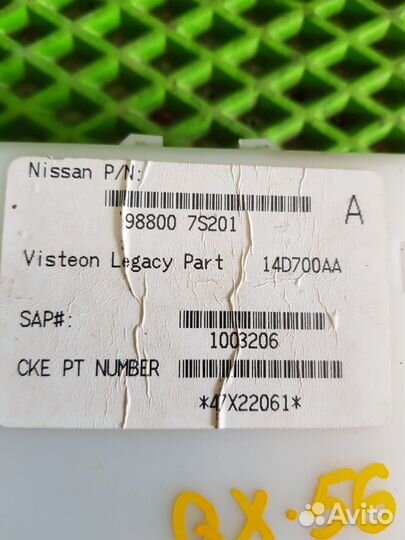 Nissan P/N:
98800 7S201
A
Visteon Legacy Part 14D700AA
SAP#:
1003206
CKE PT NUMBER
*47X22061*
QX-56
Avito